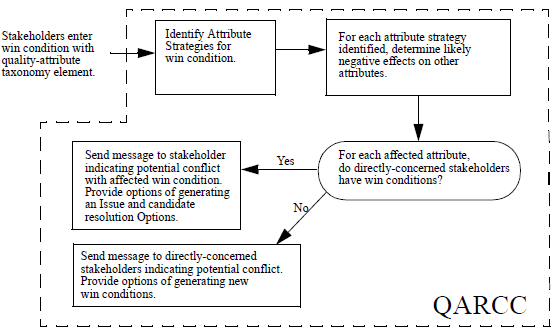 Stakeholders enter
win condition with
quality-attribute
taxonomy element.
Identify Attribute
Strategies for
win condition.
For each attribute strategy
identified, determine likely
negative effects on other
attributes.
For each affected attribute,
do directly-concerned stakeholders
have win conditions?
Yes
Send message to stakeholder
indicating potential conflict
with affected win condition.
Provide options of generating
an Issue and candidate
resolution Options.
No
Send message to directly-concerned
stakeholders indicating potential conflict.
Provide options of generating new
win conditions.
QARCC